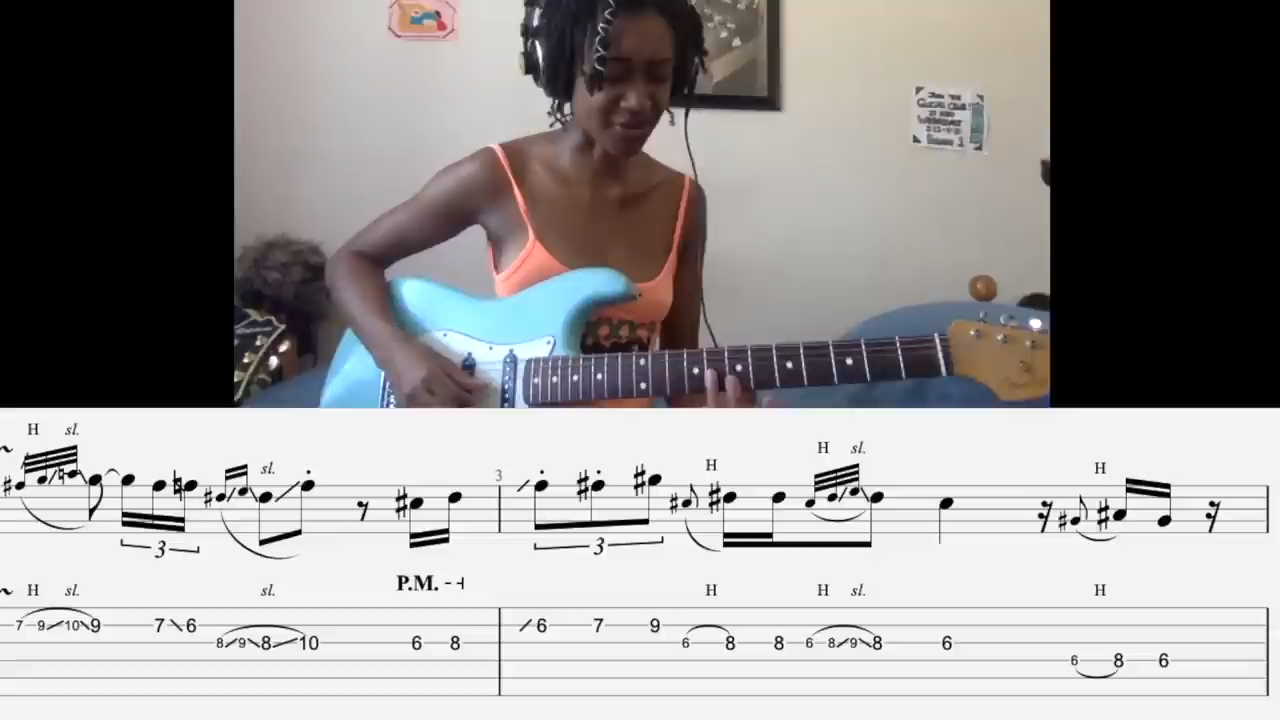 H sl. sl. 3 H H sl. H
3 3
P.M.
H sl. sl. H H sl. H
7 9 10 9 7 6 6 7 9
8 9 8 10 6 8 6 8 8 6 8 9 8 6
6 8 6